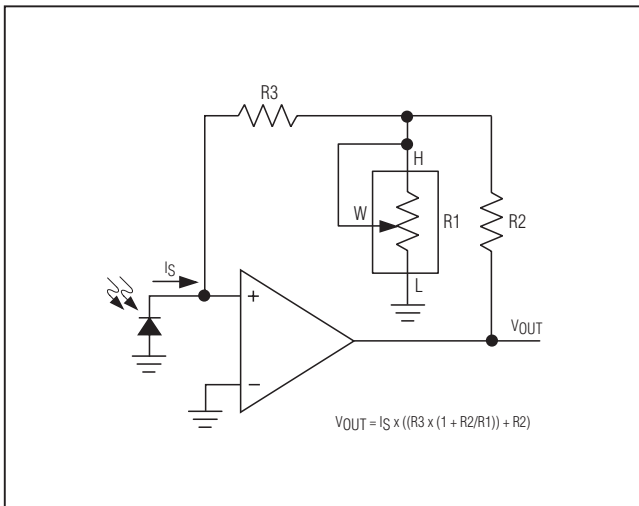 R3
H
W
R1
R2
L
IS
+
−
VOUT
VOUT = IS x ((R3 x (1 + R2/R1)) + R2)